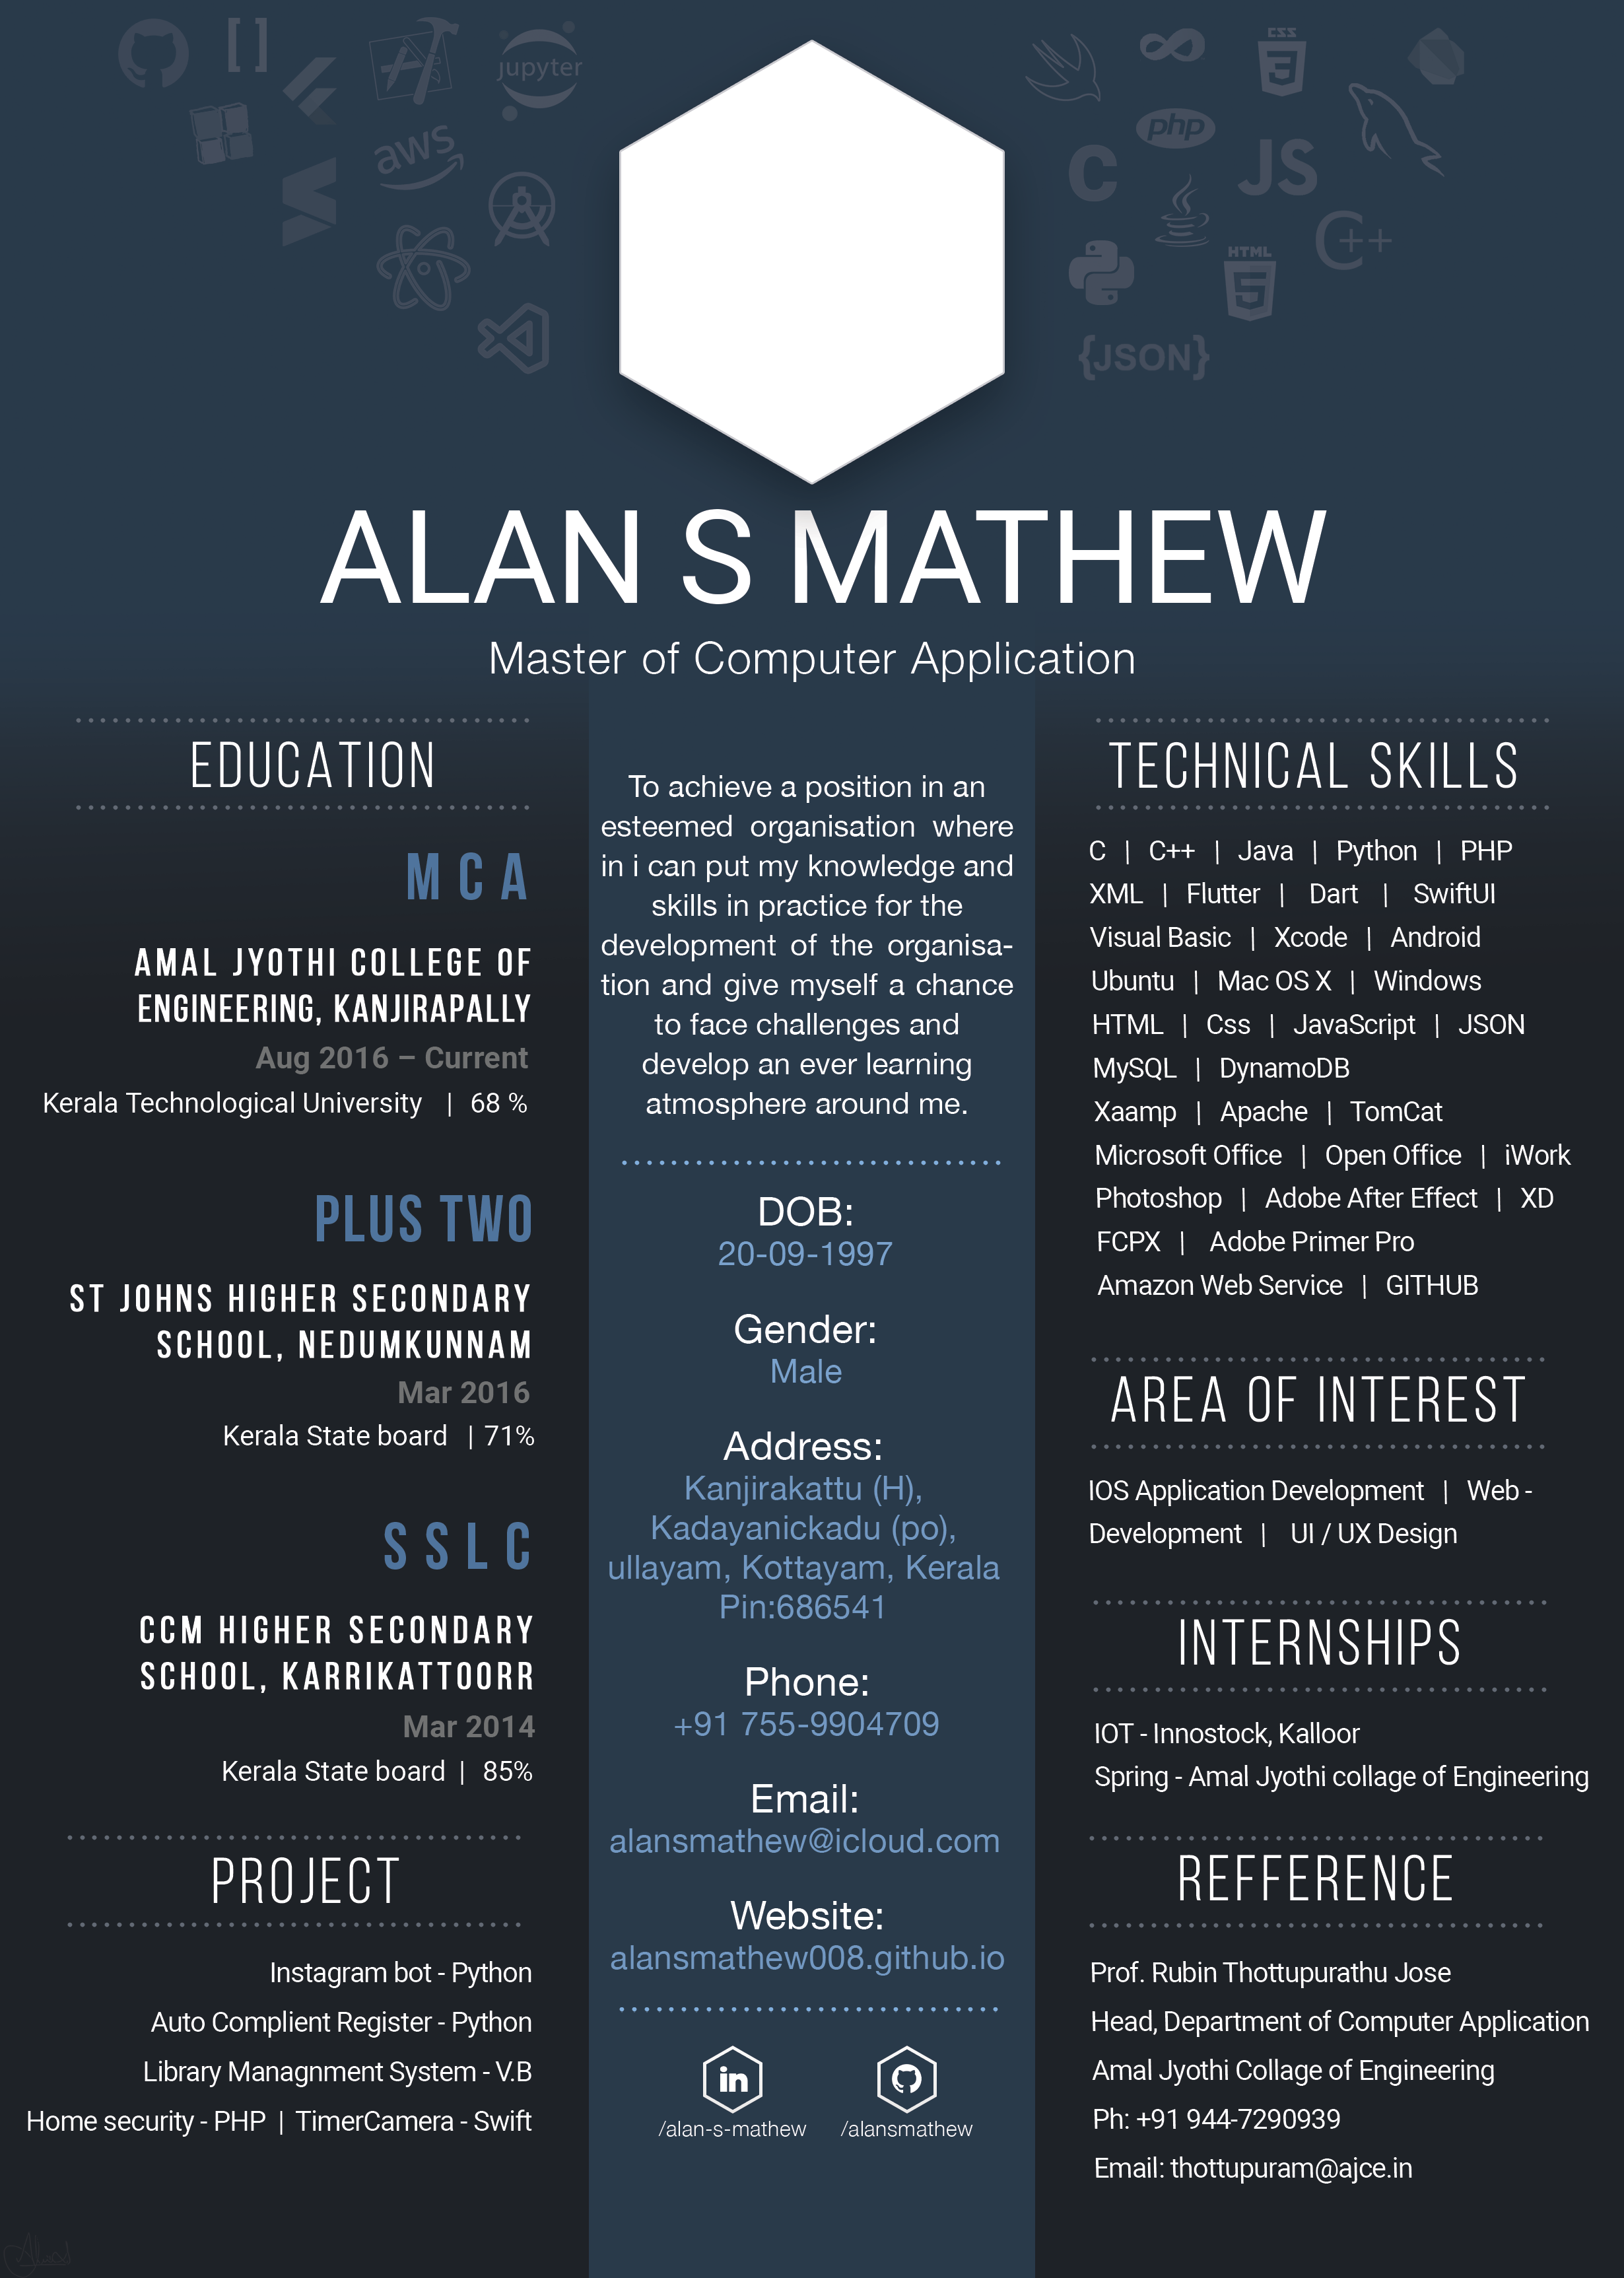 [ ]
jupyter
aws
CSS
3
php
C
JS
C++
HTML
5
{JSON}
ALAN S MATHEW
Master of Computer Application
EDUCATION
M C A
AMAL JYOTHI COLLEGE OF
ENGINEERING, KANJIRAPALLY
Aug 2016 – Current
Kerala Technological University | 68 %
PLUS TWO
ST JOHNS HIGHER SECONDARY
SCHOOL, NEDUMKUNNAM
Mar 2016
Kerala State board | 71%
S S L C
CCM HIGHER SECONDARY
SCHOOL, KARRIKATTOORR
Mar 2014
Kerala State board | 85%
PROJECT
Instagram bot - Python
Auto Complient Register - Python
Library Managnment System - V.B
Home security - PHP | TimerCamera - Swift
To achieve a position in an
esteemed organisation where
in i can put my knowledge and
skills in practice for the
development of the organisa-
tion and give myself a chance
to face challenges and
develop an ever learning
atmosphere around me.
DOB:
20-09-1997
Gender:
Male
Address:
Kanjirakattu (H),
Kadayanickadu (po),
ullayam, Kottayam, Kerala
Pin:686541
Phone:
+91 755-9904709
Email:
alansmathew@icloud.com
Website:
alansmathew008.github.io
in
/alan-s-mathew /alansmathew
TECHNICAL SKILLS
C | C++ | Java | Python | PHP
XML | Flutter | Dart | SwiftUI
Visual Basic | Xcode | Android
Ubuntu | Mac OS X | Windows
HTML | Css | JavaScript | JSON
MySQL | DynamoDB
Xaamp | Apache | TomCat
Microsoft Office | Open Office | iWork
Photoshop | Adobe After Effect | XD
FCPX | Adobe Primer Pro
Amazon Web Service | GITHUB
AREA OF INTEREST
IOS Application Development | Web -
Development | UI / UX Design
INTERNSHIPS
IOT - Innostock, Kalloor
Spring - Amal Jyothi collage of Engineering
REFFERENCE
Prof. Rubin Thottupurathu Jose
Head, Department of Computer Application
Amal Jyothi Collage of Engineering
Ph: +91 944-7290939
Email: thottupuram@ajce.in